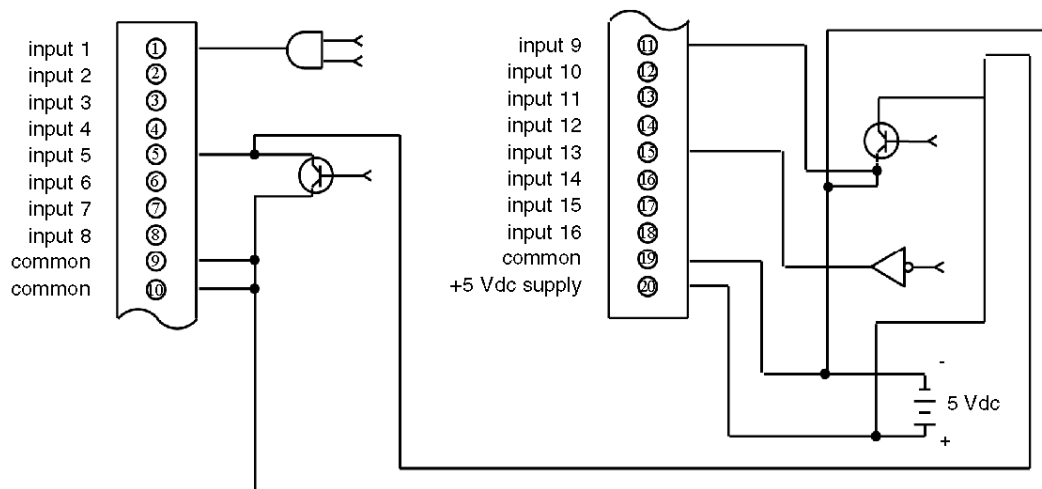 input 1 1
input 2 2
input 3 3
input 4 4
input 5 5
input 6 6
input 7 7
input 8 8
common 9
common 10
input 9 11
input 10 12
input 11 13
input 12 14
input 13 15
input 14 16
input 15 17
input 16 18
common 19
+5 Vdc supply 20
-
5 Vdc
+